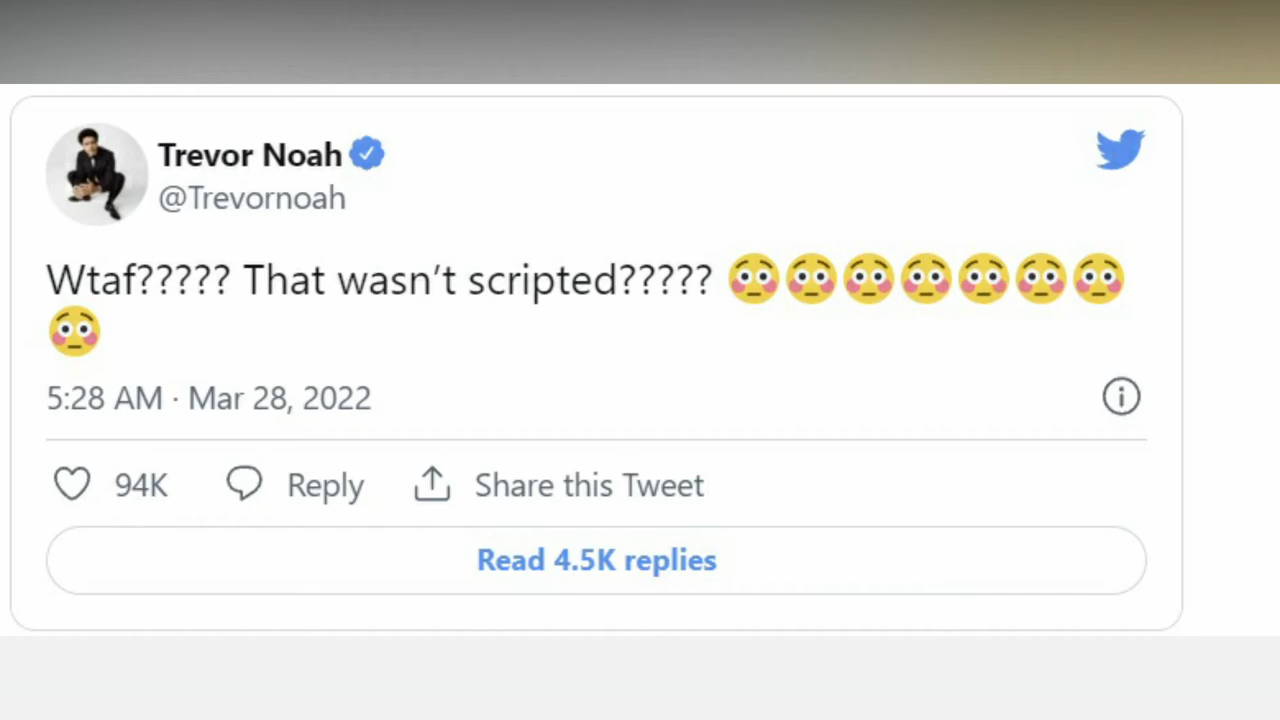 Trevor Noah
@Trevornoah
Wtaf????? That wasn’t scripted????? 😳😳😳😳😳😳😳
😳
5:28 AM · Mar 28, 2022
94K Reply Share this Tweet
Read 4.5K replies